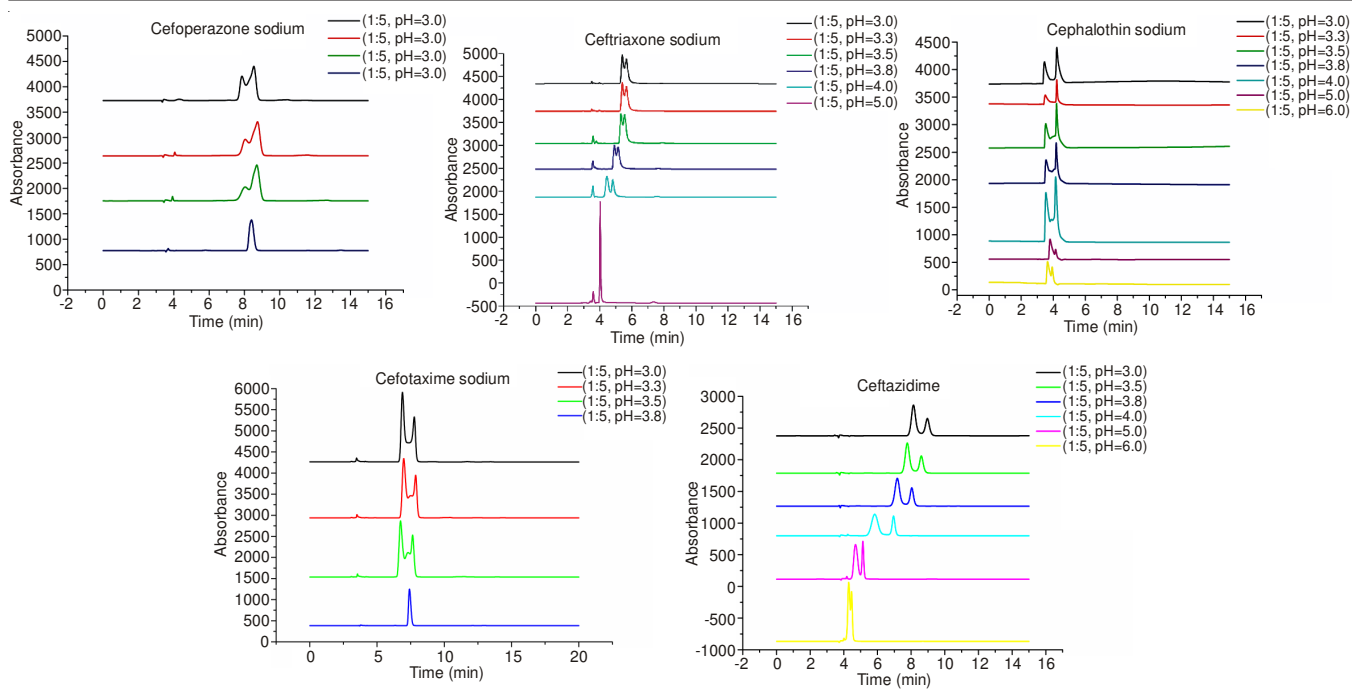 Cefoperazone sodium
(1:5, pH=3.0)
(1:5, pH=3.0)
(1:5, pH=3.0)
(1:5, pH=3.0)
5000
4500
4000
3500
3000
2500
2000
1500
1000
500
0
Absorbance
-2 0 2 4 6 8 10 12 14 16
Time (min)
Ceftriaxone sodium
(1:5, pH=3.0)
(1:5, pH=3.3)
(1:5, pH=3.5)
(1:5, pH=3.8)
(1:5, pH=4.0)
(1:5, pH=5.0)
5000
4500
4000
3500
3000
2500
2000
1500
1000
500
0
-500
Absorbance
-2 0 2 4 6 8 10 12 14 16
Time (min)
Cephalothin sodium
(1:5, pH=3.0)
(1:5, pH=3.3)
(1:5, pH=3.5)
(1:5, pH=3.8)
(1:5, pH=4.0)
(1:5, pH=5.0)
(1:5, pH=6.0)
4500
4000
3500
3000
2500
2000
1500
1000
500
0
Absorbance
-2 0 2 4 6 8 10 12 14 16
Time (min)
Cefotaxime sodium
(1:5, pH=3.0)
(1:5, pH=3.3)
(1:5, pH=3.5)
(1:5, pH=3.8)
6000
5500
5000
4500
4000
3500
3000
2500
2000
1500
1000
500
0
Absorbance
0 5 10 15 20
Time (min)
Ceftazidime
(1:5, pH=3.0)
(1:5, pH=3.5)
(1:5, pH=3.8)
(1:5, pH=4.0)
(1:5, pH=5.0)
(1:5, pH=6.0)
3000
2500
2000
1500
1000
500
0
-500
-1000
Absorbance
-2 0 2 4 6 8 10 12 14 16
Time (min)